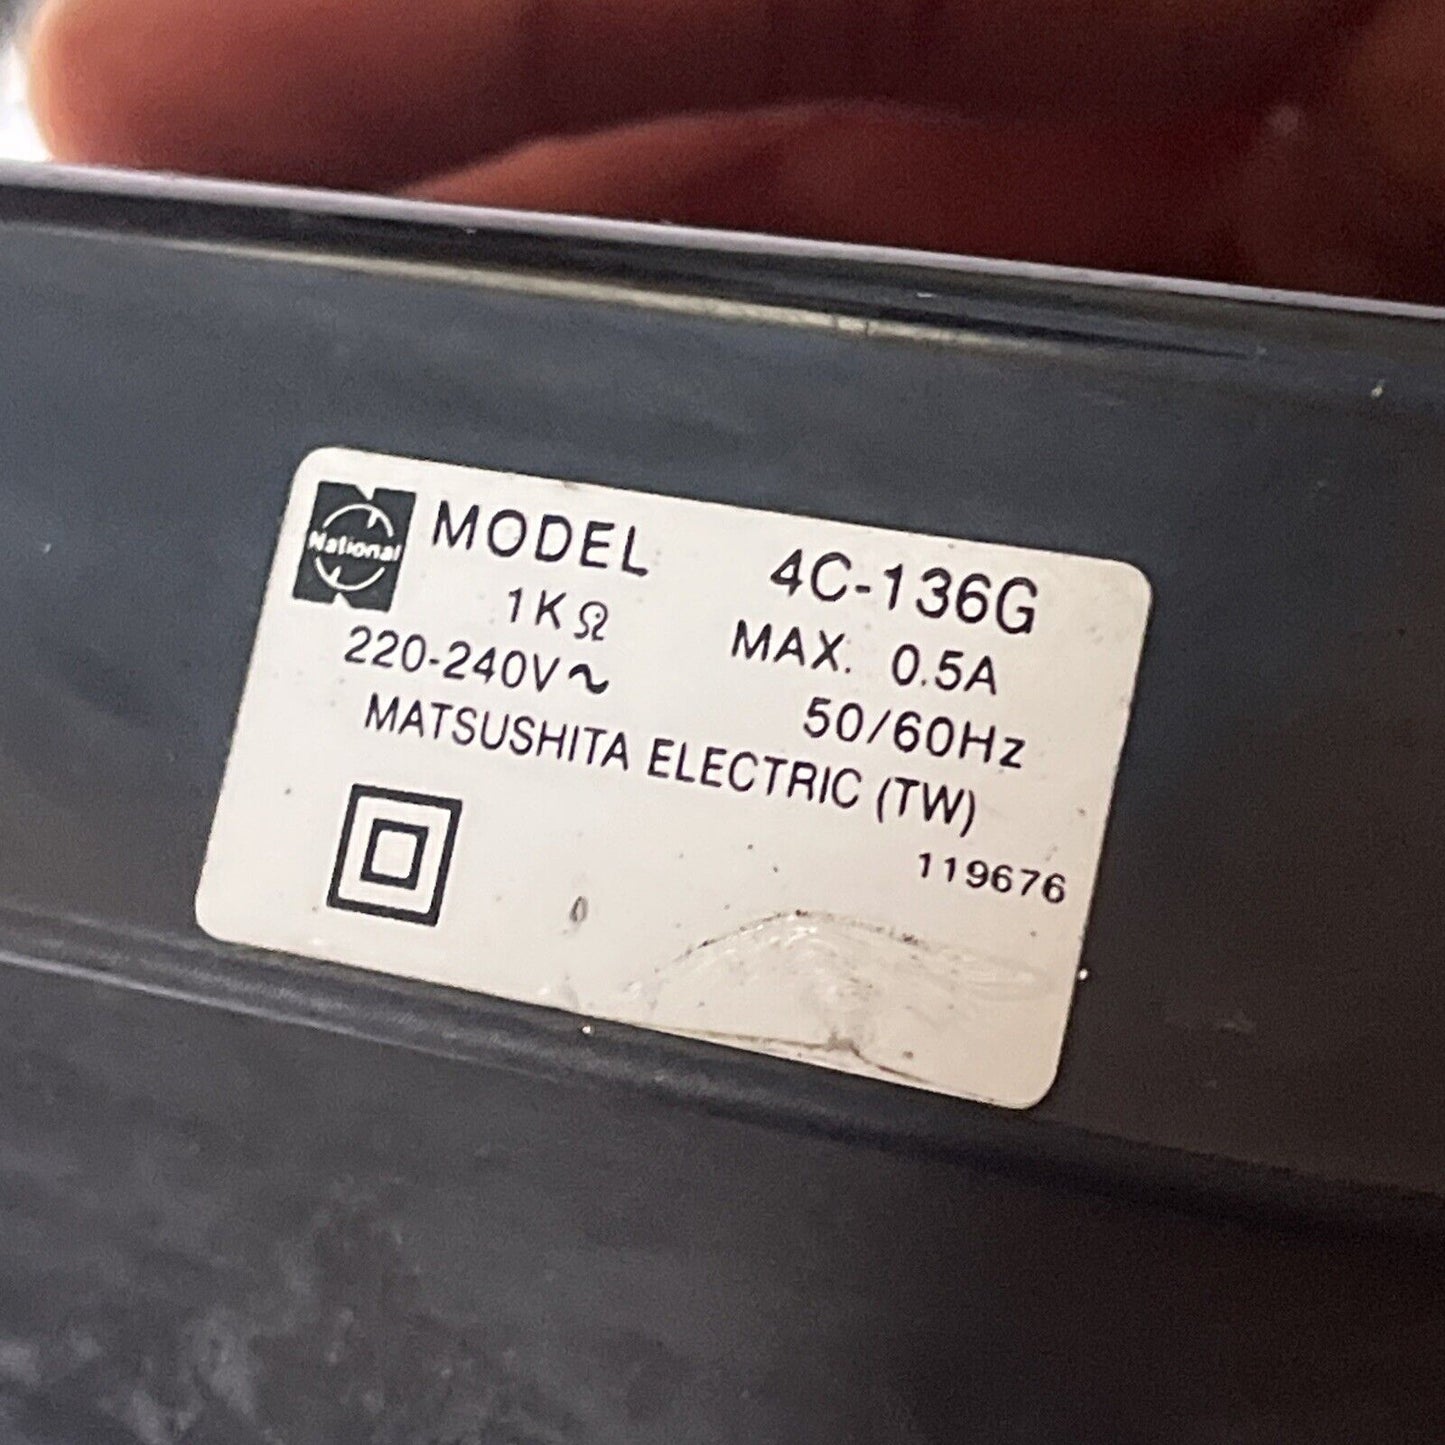 National
MODEL 4C-136G
1KΩ MAX. 0.5A
220-240V~ 50/60Hz
MATSUSHITA ELECTRIC (TW)
119676